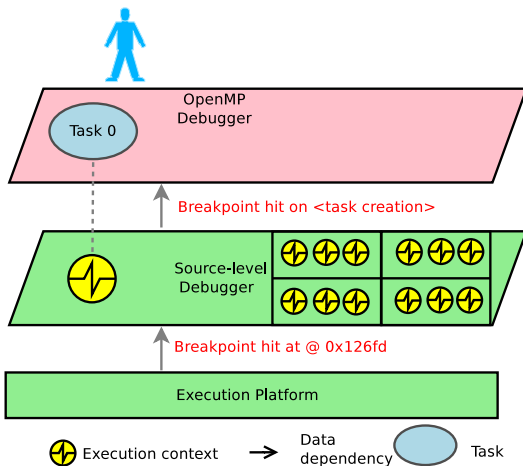 OpenMP
Debugger
Task 0
Breakpoint hit on <task creation>
Source-level
Debugger
Breakpoint hit at @ 0x126fd
Execution Platform
Execution context
Data
dependency
Task